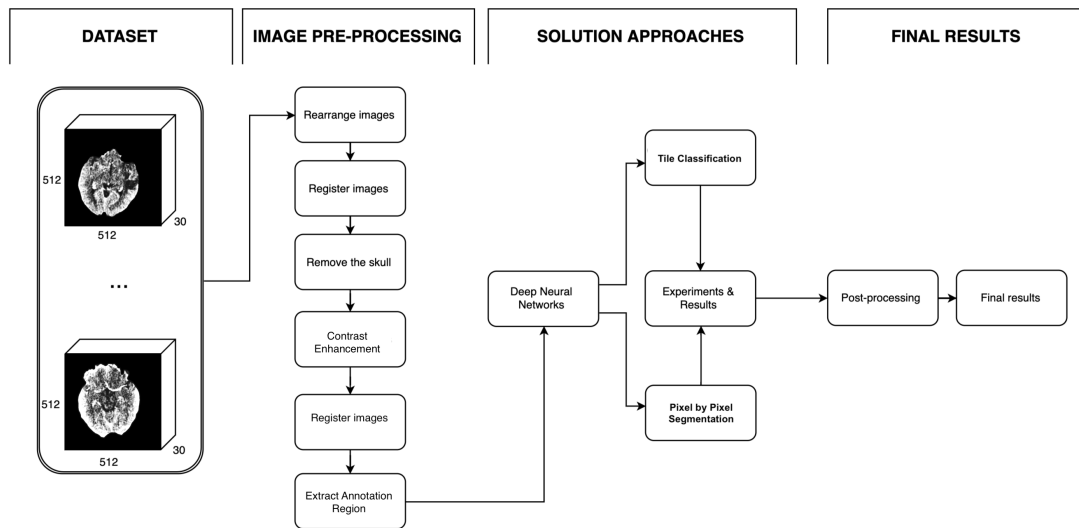 DATASET
IMAGE PRE-PROCESSING
SOLUTION APPROACHES
FINAL RESULTS
512
512
30
...
512
512
30
Rearrange images
Register images
Remove the skull
Contrast
Enhancement
Register images
Extract Annotation
Region
Deep Neural
Networks
Tile Classification
Experiments &
Results
Pixel by Pixel
Segmentation
Post-processing
Final results